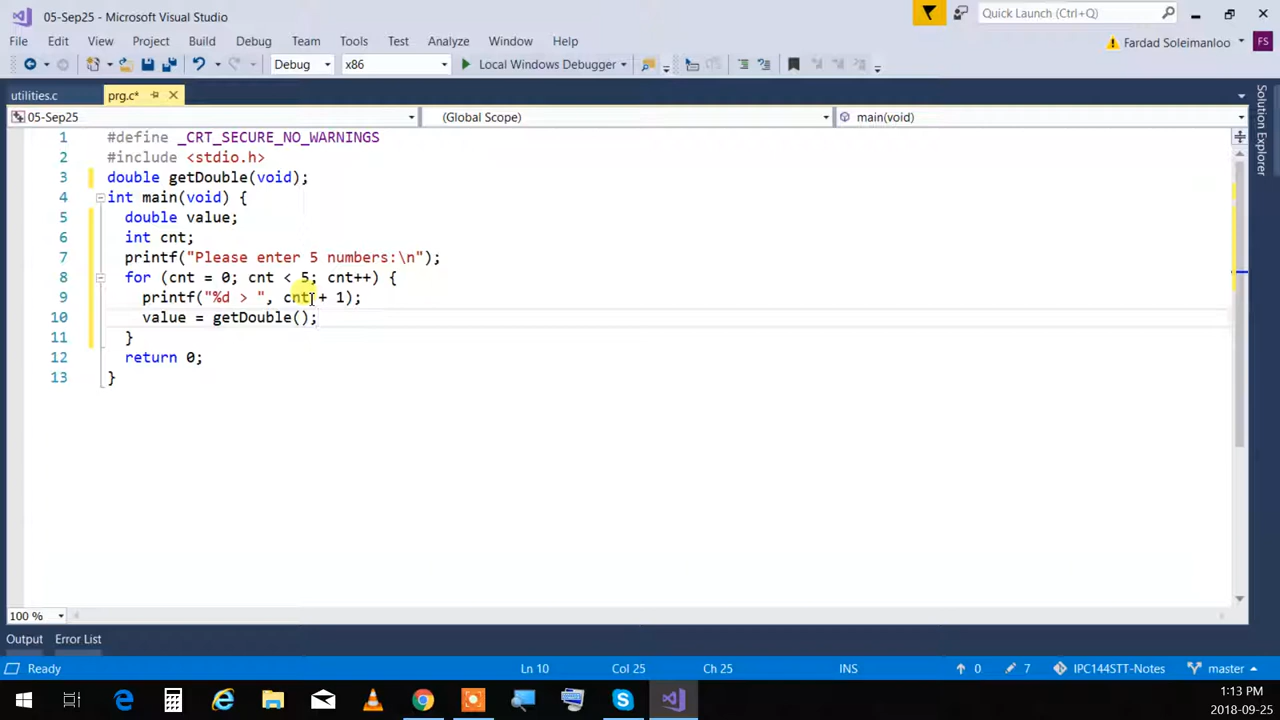 05-Sep25 - Microsoft Visual Studio
Quick Launch (Ctrl+Q)
File Edit View Project Build Debug Team Tools Test Analyze Window Help
Fardad Soleimanloo FS
Debug x86 Local Windows Debugger
utilities.c prg.c*
05-Sep25 (Global Scope) main(void)
Solution Explorer
1 #define _CRT_SECURE_NO_WARNINGS
2 #include <stdio.h>
3 double getDouble(void);
4 int main(void) {
5 double value;
6 int cnt;
7 printf("Please enter 5 numbers:\n");
8 for (cnt = 0; cnt < 5; cnt++) {
9 printf("%d > ", cnt + 1);
10 value = getDouble();
11 }
12 return 0;
13 }
100 %
Output Error List
Ready Ln 10 Col 25 Ch 25 INS 0 7 IPC144STT-Notes master
1:13 PM
2018-09-25